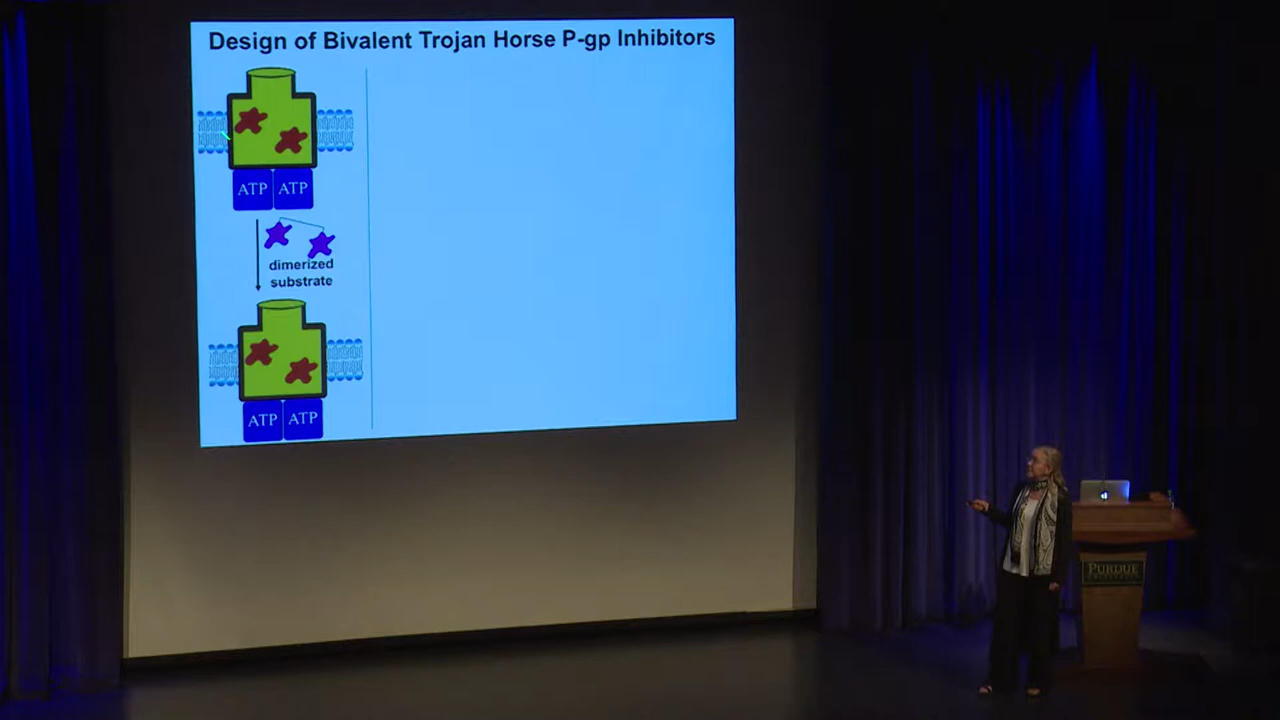 Design of Bivalent Trojan Horse P-gp Inhibitors
ATP ATP
dimerized
substrate
ATP ATP
PURDUE